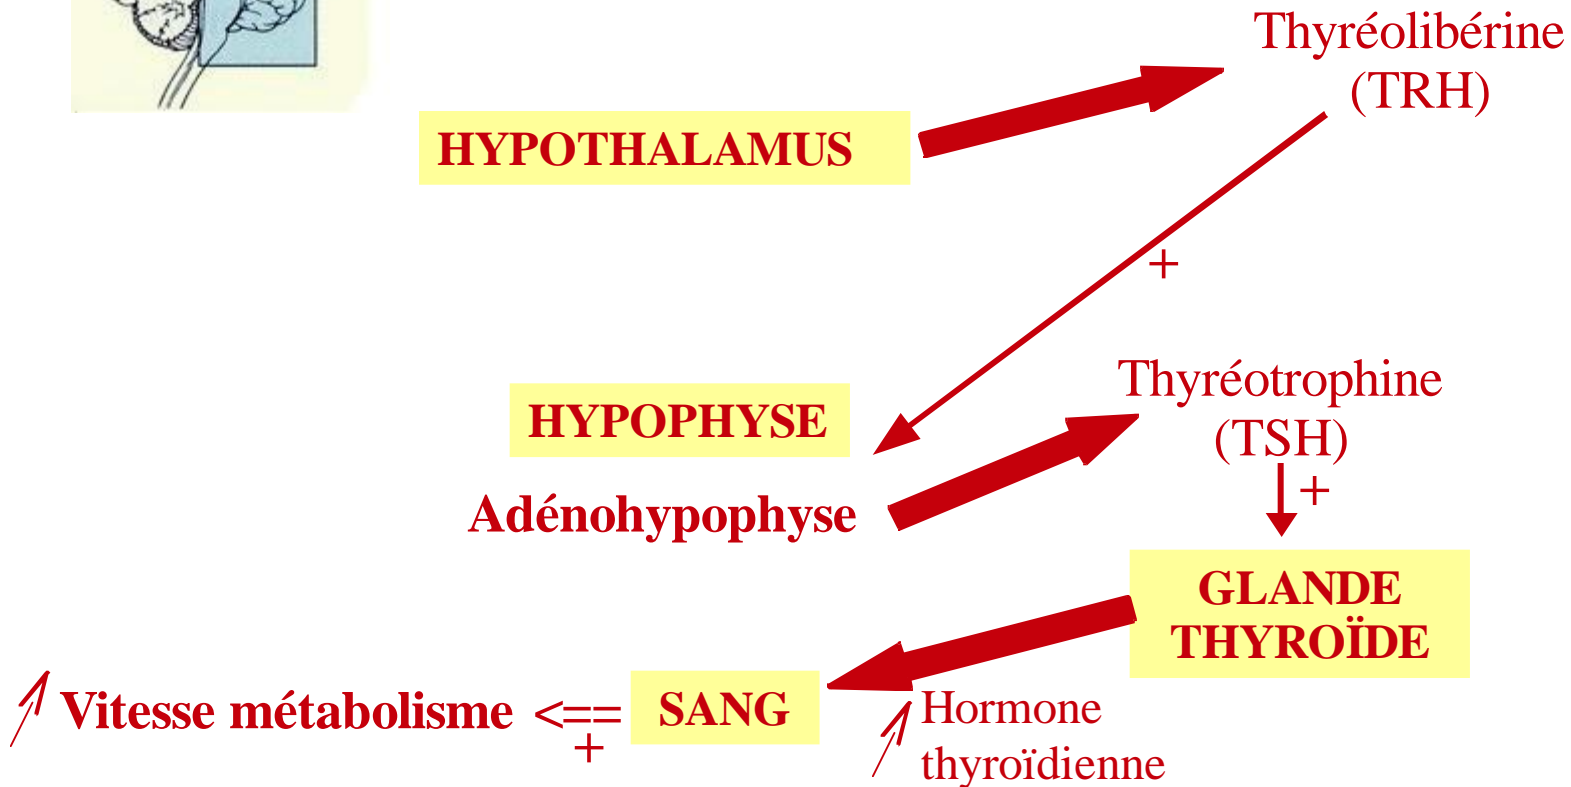 Thyréolibérine
(TRH)
HYPOTHALAMUS
+
HYPOPHYSE
Thyréotrophine
(TSH)
+
Adénohypophyse
GLANDE
THYROÏDE
Vitesse métabolisme <==
+
SANG
Hormone
thyroïdienne